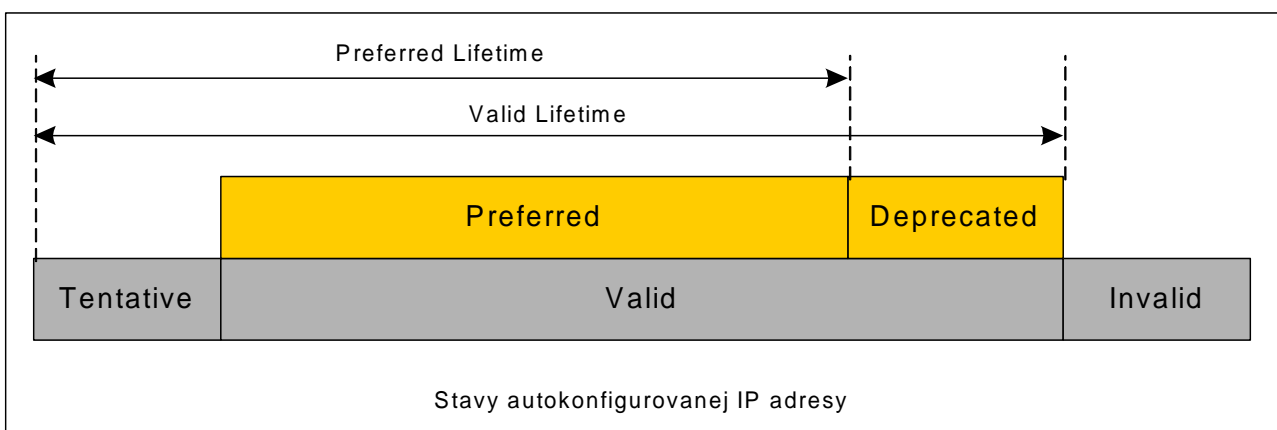 Preferred Lifetime
Valid Lifetime
Preferred
Deprecated
Tentative
Valid
Invalid
Stavy autokonfigurovanej IP adresy